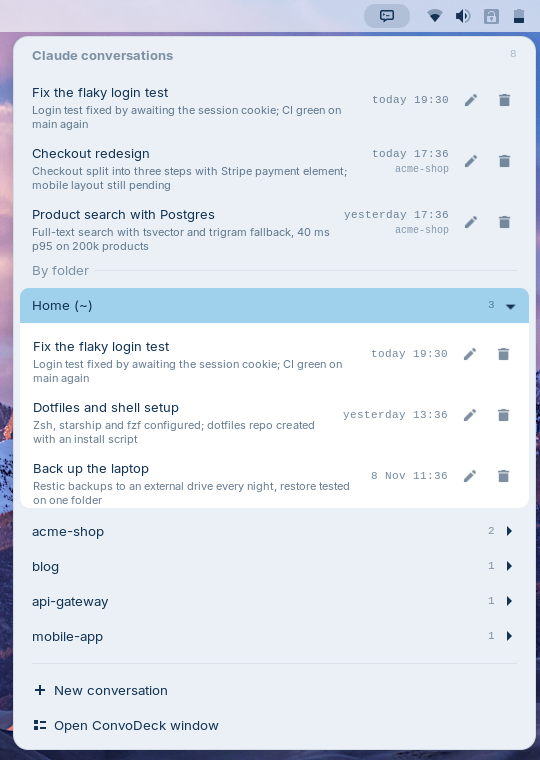 Claude conversations 8
Fix the flaky login test today 19:30
Login test fixed by awaiting the session cookie; CI green on
main again
Checkout redesign today 17:36
Checkout split into three steps with Stripe payment element; acme-shop
mobile layout still pending
Product search with Postgres yesterday 17:36
Full-text search with tsvector and trigram fallback, 40 ms acme-shop
p95 on 200k products
By folder
Home (~) 3
Fix the flaky login test today 19:30
Login test fixed by awaiting the session cookie; CI green on
main again
Dotfiles and shell setup yesterday 13:36
Zsh, starship and fzf configured; dotfiles repo created
with an install script
Back up the laptop 8 Nov 11:36
Restic backups to an external drive every night, restore tested
on one folder
acme-shop 2
blog 1
api-gateway 1
mobile-app 1
New conversation
Open ConvoDeck window